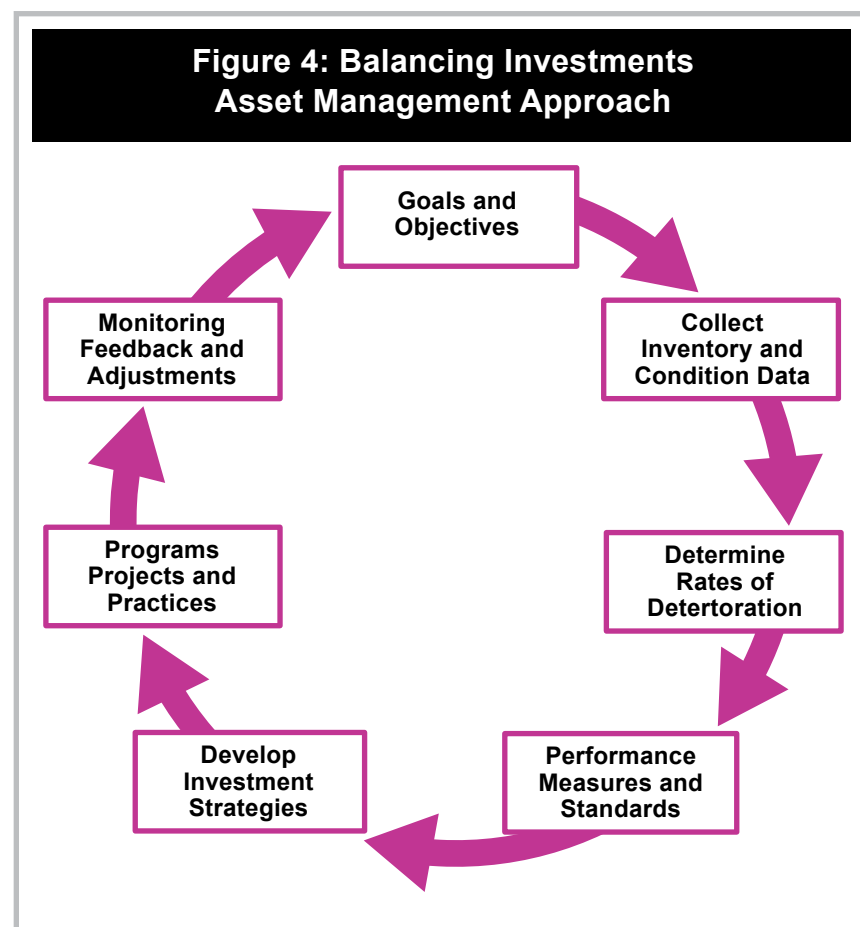 Figure 4: Balancing Investments
Asset Management Approach
Goals and
Objectives
Collect
Inventory and
Condition Data
Determine
Rates of
Detertoration
Performance
Measures and
Standards
Develop
Investment
Strategies
Programs
Projects and
Practices
Monitoring
Feedback and
Adjustments